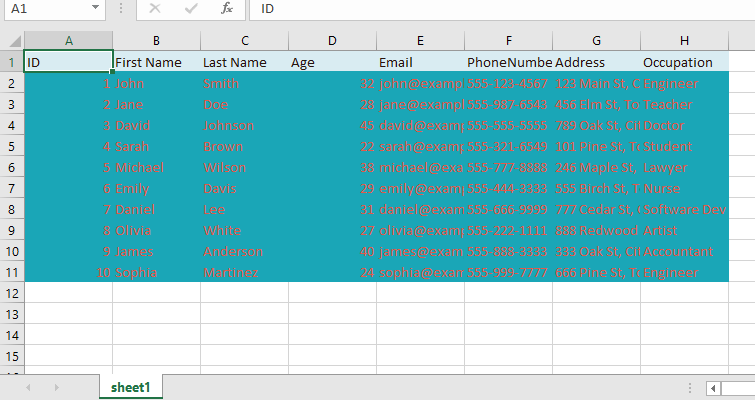 A1 fx ID
A B C D E F G H
1 ID First Name Last Name Age Email PhoneNumbe Address Occupation
2 1 John Smith 32 john@examp 555-123-4567 123 Main St, C Engineer
3 2 Jane Doe 28 jane@exampl 555-987-6543 456 Elm St, To Teacher
4 3 David Johnson 45 david@exam 555-555-5555 789 Oak St, Ci Doctor
5 4 Sarah Brown 22 sarah@exam 555-321-6549 101 Pine St, T Student
6 5 Michael Wilson 38 michael@exa 555-777-8888 246 Maple St, Lawyer
7 6 Emily Davis 29 emily@exam 555-444-3333 555 Birch St, T Nurse
8 7 Daniel Lee 31 daniel@exam 555-666-9999 777 Cedar St, Software Dev
9 8 Olivia White 27 olivia@exam 555-222-1111 888 Redwood Artist
10 9 James Anderson 40 james@exam 555-888-3333 333 Oak St, Ci Accountant
11 10 Sophia Martinez 24 sophia@exam 555-999-7777 666 Pine St, T Engineer
12
13
14
15
sheet1